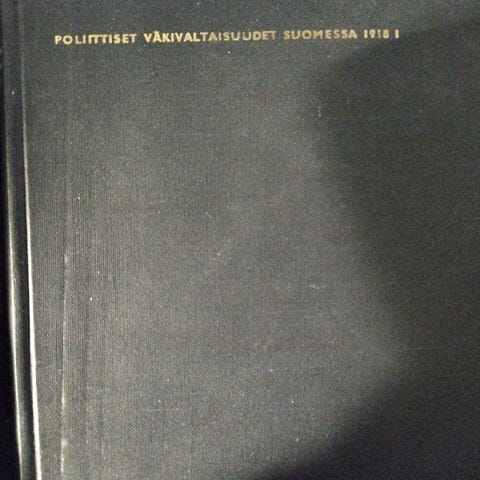 POLIITTISET VÄKIVALTAISUUDET SUOMESSA 1918 I